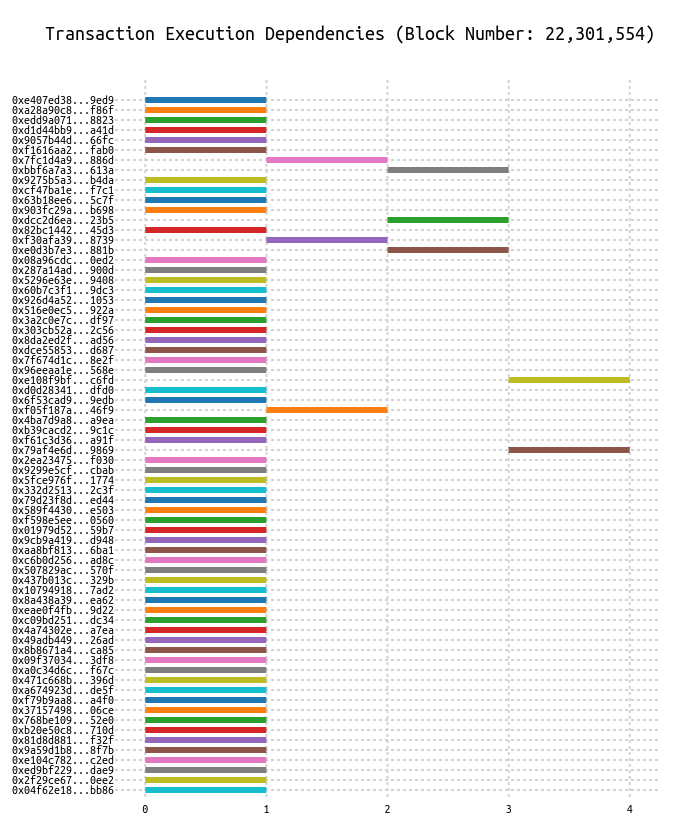 Transaction Execution Dependencies (Block Number: 22,301,554)
0xe407ed38...9ed9
0xa28a90c8...f86f
0xedd9a071...8823
0xd1d44bb9...a41d
0x9057b44d...66fc
0xf1616aa2...fab0
0x7fc1d4a9...886d
0xbbf6a7a3...613a
0x9275b5a3...b4da
0xcf47ba1e...f7c1
0x63b18ee6...5c7f
0x903fc29a...b698
0xdcc2d6ea...23b5
0x82bc1442...45d3
0xf30afa39...8739
0xe0d3b7e3...881b
0x08a96cdc...0ed2
0x287a14ad...900d
0x5296e63e...9408
0x60b7c3f1...9dc3
0x926d4a52...1053
0x516e0ec5...922a
0x3a2c0e7c...df97
0x303cb52a...2c56
0x8da2ed2f...ad56
0xdce55853...d687
0x7f674d1c...8e2f
0x96eeaa1e...568e
0xe108f9bf...c6fd
0xd0d28341...dfd0
0x6f53cad9...9edb
0xf05f187a...46f9
0x4ba7d9a8...a9ea
0xb39cacd2...9c1c
0xf61c3d36...a91f
0x79af4e6d...9869
0x2ea23475...f030
0x9299e5cf...cbab
0x5fce976f...1774
0x332d2513...2c3f
0x79d23f8d...ed44
0x589f4430...e503
0xf598e5ee...0560
0x01979d52...59b7
0x9cb9a419...d948
0xaa8bf813...6ba1
0xc6b0d256...ad8c
0x507829ac...570f
0x437b013c...329b
0x10794918...7ad2
0x8a438a39...ea62
0xeae0f4fb...9d22
0xc09bd251...dc34
0x4a74302e...a7ea
0x49adb449...26ad
0x8b8671a4...ca85
0x09f37034...3df8
0xa0c34d6c...f67c
0x471c668b...396d
0xa674923d...de5f
0xf79b9aa8...a4f0
0x37157498...06ce
0x768be109...52e0
0xb20e50c8...710d
0x81d8d881...f32f
0x9a59d1b8...8f7b
0xe104c782...c2ed
0xed9bf229...dae9
0x2f29ce67...0ee2
0x04f62e18...bb86
0 1 2 3 4